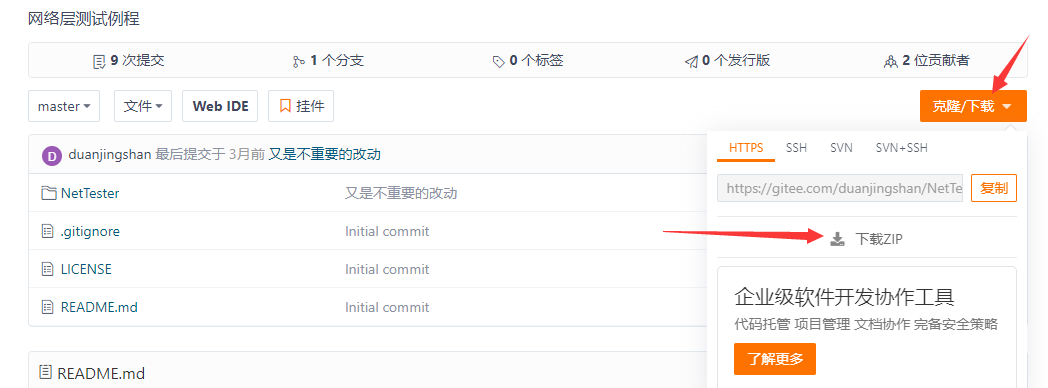 网络层测试例程
9 次提交 1 个分支 0 个标签 0 个发行版 2 位贡献者
master 文件 Web IDE 挂件 克隆/下载
HTTPS SSH SVN SVN+SSH
D duanjingshan 最后提交于 3月前 又是不重要的改动
https://gitee.com/duanjingshan/NetTe 复制
NetTester 又是不重要的改动
.gitignore Initial commit
下载ZIP
LICENSE Initial commit
README.md Initial commit
企业级软件开发协作工具
代码托管 项目管理 文档协作 完备安全策略
了解更多
README.md